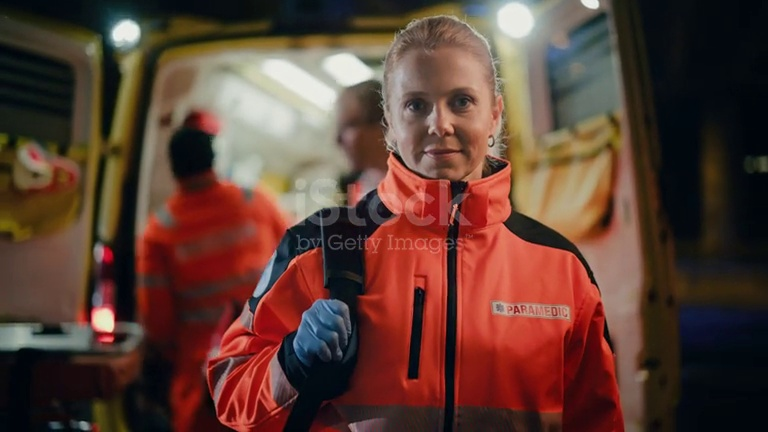 iStock
by Getty Images
PARAMEDIC